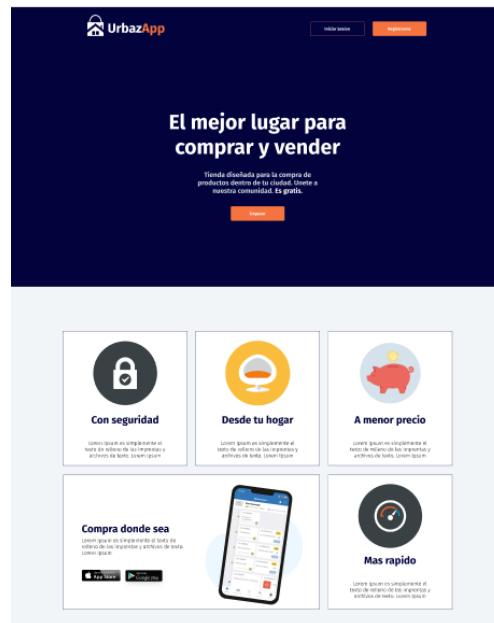 UrbazApp
Iniciar Sesion
Registrarse
El mejor lugar para
comprar y vender
Tienda diseñada para la compra de
productos dentro de tu ciudad. Unete a
nuestra comunidad. Es gratis.
Empezar
Con seguridad
Lorem Ipsum es simplemente el
texto de relleno de las imprentas y
archivos de texto. Lorem Ipsum
Desde tu hogar
Lorem Ipsum es simplemente el
texto de relleno de las imprentas y
archivos de texto. Lorem Ipsum
A menor precio
Lorem Ipsum es simplemente el
texto de relleno de las imprentas y
archivos de texto. Lorem Ipsum
Compra donde sea
Lorem Ipsum es simplemente el texto de
relleno de las imprentas y archivos de texto.
Lorem Ipsum
App Store
Google play
Mas rapido
Lorem Ipsum es simplemente el
texto de relleno de las imprentas y
archivos de texto. Lorem Ipsum